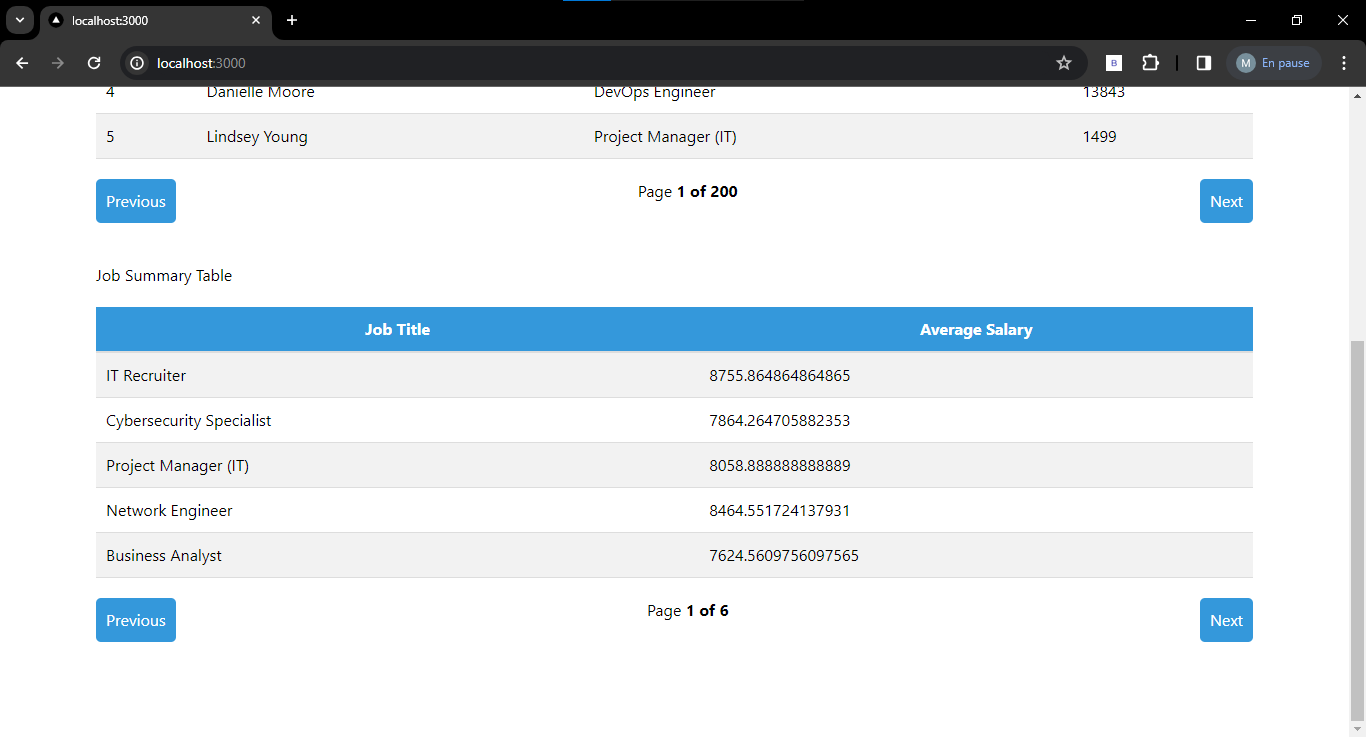 localhost:3000
localhost:3000
B
M En pause
4 Danielle Moore DevOps Engineer 13843
5 Lindsey Young Project Manager (IT) 1499
Previous Page 1 of 200 Next
Job Summary Table
Job Title Average Salary
IT Recruiter 8755.864864864865
Cybersecurity Specialist 7864.264705882353
Project Manager (IT) 8058.888888888889
Network Engineer 8464.551724137931
Business Analyst 7624.5609756097565
Previous Page 1 of 6 Next